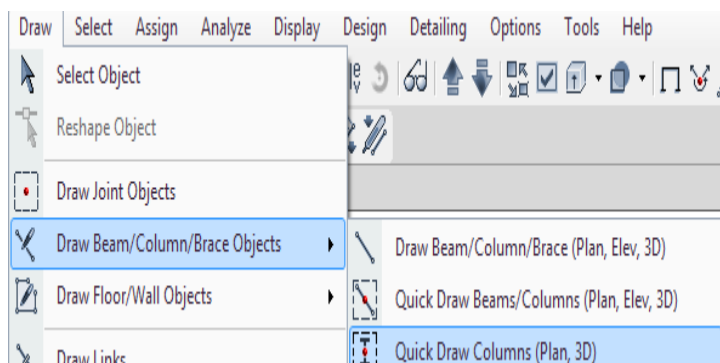 Draw Select Assign Analyze Display Design Detailing Options Tools Help
Select Object
Reshape Object
Draw Joint Objects
Draw Beam/Column/Brace Objects
Draw Beam/Column/Brace (Plan, Elev, 3D)
Draw Floor/Wall Objects
Quick Draw Beams/Columns (Plan, Elev, 3D)
Draw Links
Quick Draw Columns (Plan, 3D)